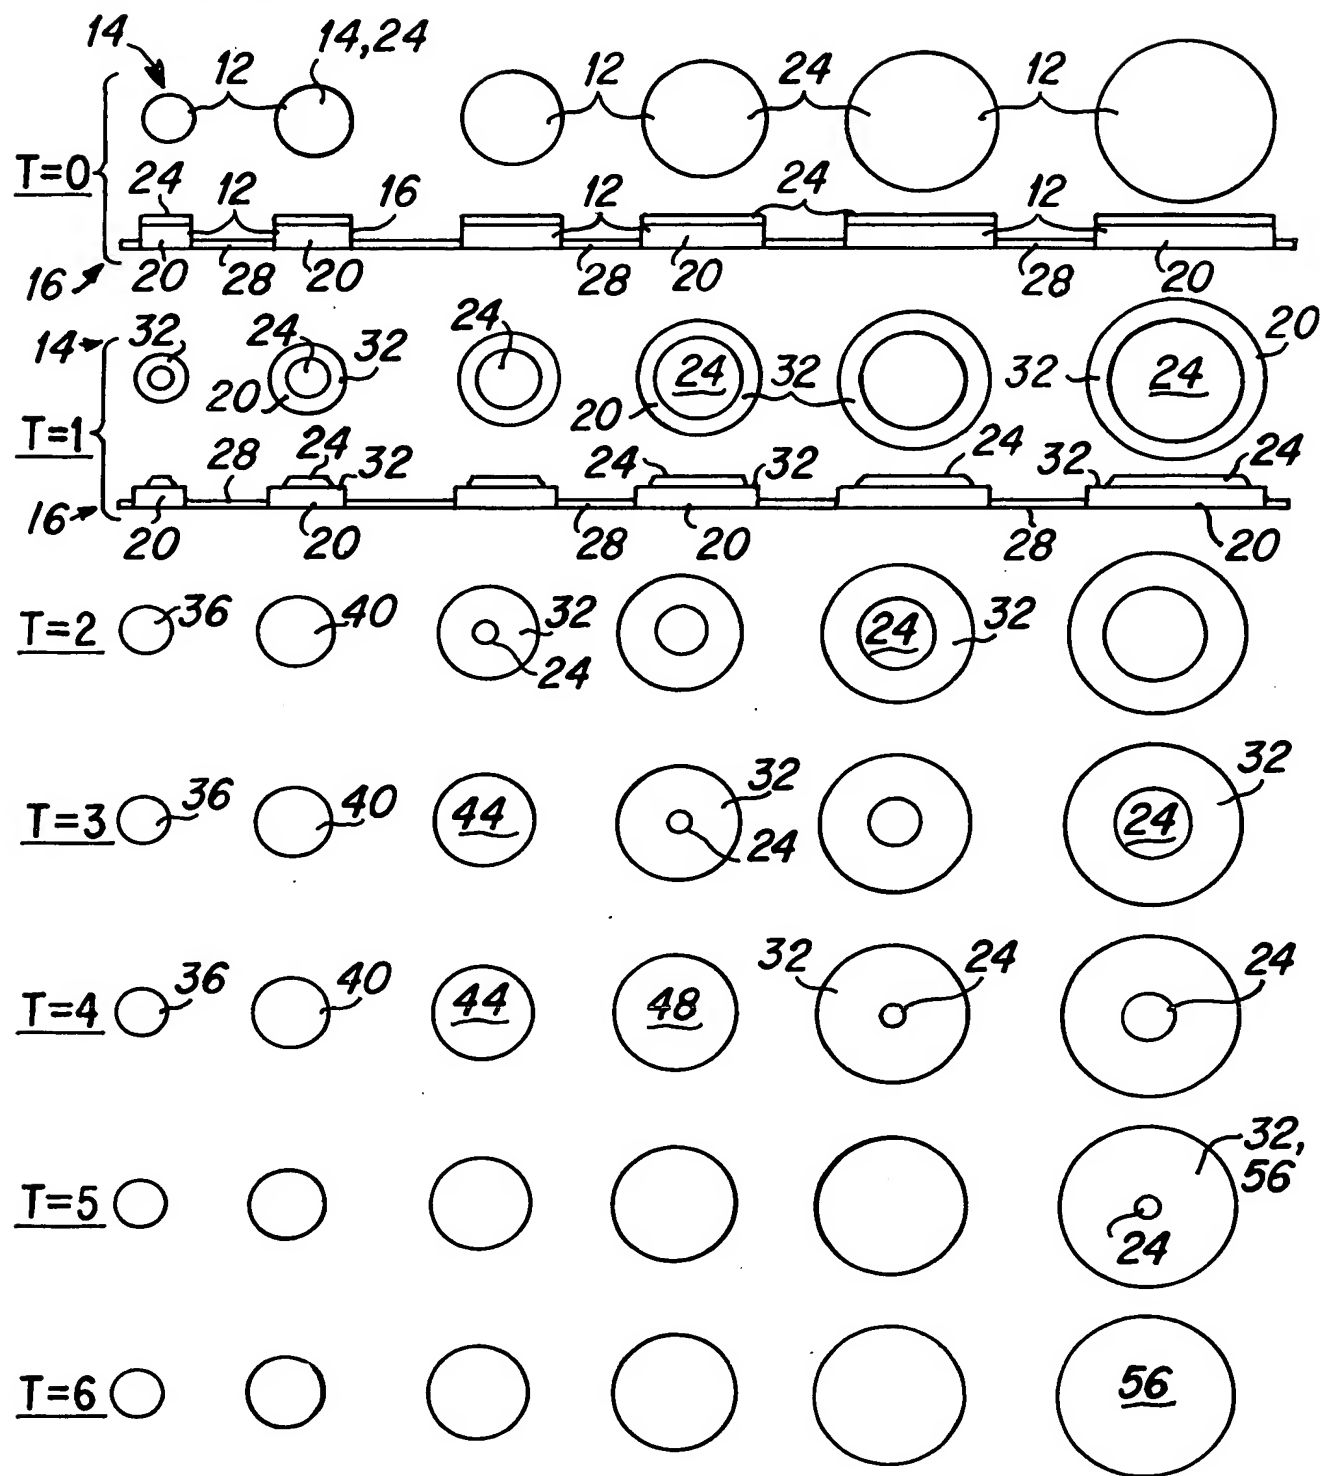 14 12 14,24 12 24 12
T=0
24 12 16 12 24 12
16 20 28 20 28 20 28 20
14 32 24 32 24 24 32 32 24 20
20 20
T=1
28 24 32 24 32 24 32 24
16 20 20 28 20 28 20
T=2 36 40 32 24 24 32
T=3 36 40 44 32 24 24 32
T=4 36 40 44 48 32 24 24
T=5 32,
56
24
T=6 56